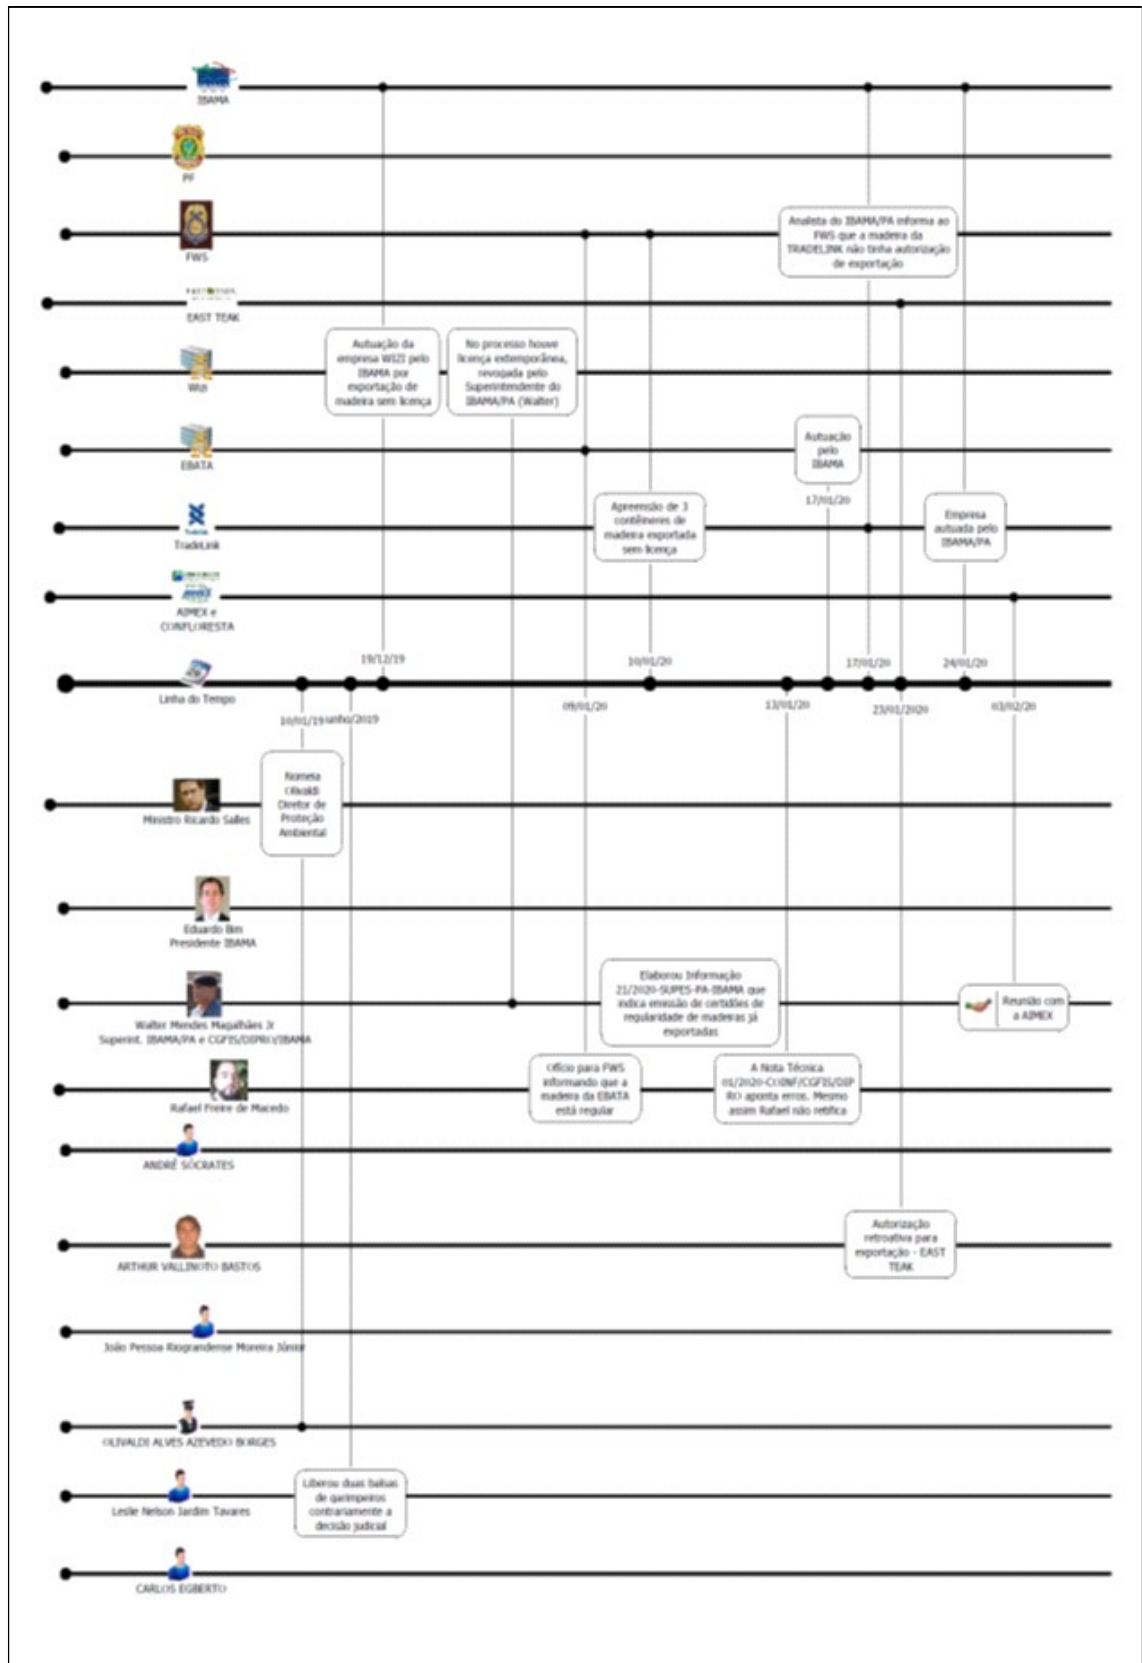 IBAMA
PF
Analista do IBAMA/PA informa ao
FWS que a madeira da
TRADELINK não tinha autorização
de exportação
FWS
EAST TEAK
Autuação da
empresa WIZI pelo
IBAMA por
exportação de
madeira sem licença
No processo houve
licença extemporânea,
revogada pelo
Superintendente do
IBAMA/PA (Walter)
Wizi
Autuação
pelo
IBAMA
EBATA
17/01/20
Apreensão de 3
contêineres de
madeira exportada
sem licença
Empresa
autuada pelo
IBAMA/PA
TradeLink
AIMEX e
CONFLORESTA
19/12/19
10/01/20
17/01/20
24/01/20
Linha do Tempo
10/01/19
unho/2019
09/01/20
13/01/20
23/01/2020
03/02/20
Nomeia
Olivaldi
Diretor de
Proteção
Ambiental
Ministro Ricardo Salles
Eduardo Bim
Presidente IBAMA
Elaborou Informação
21/2020-SUPES-PA-IBAMA que
indica emissão de certidões de
regularidade de madeiras já
exportadas
Reunião com
a AIMEX
Walter Mendes Magalhães Jr
Superint. IBAMA/PA e CGFIS/DIPRO/IBAMA
Ofício para FWS
informando que a
madeira da EBATA
está regular
A Nota Técnica
01/2020-COINF/CGFIS/DIP
RO aponta erros. Mesmo
assim Rafael não retifica
Rafael Freire de Macedo
ANDRÉ SÓCRATES
Autorização
retroativa para
exportação - EAST
TEAK
ARTHUR VALLINOTO BASTOS
João Pessoa Riograndense Moreira Júnior
OLIVALDI ALVES AZEVEDO BORGES
Liberou duas balsas
de garimpeiros
contrariamente a
decisão judicial
Leslie Nelson Jardim Tavares
CARLOS EGBERTO